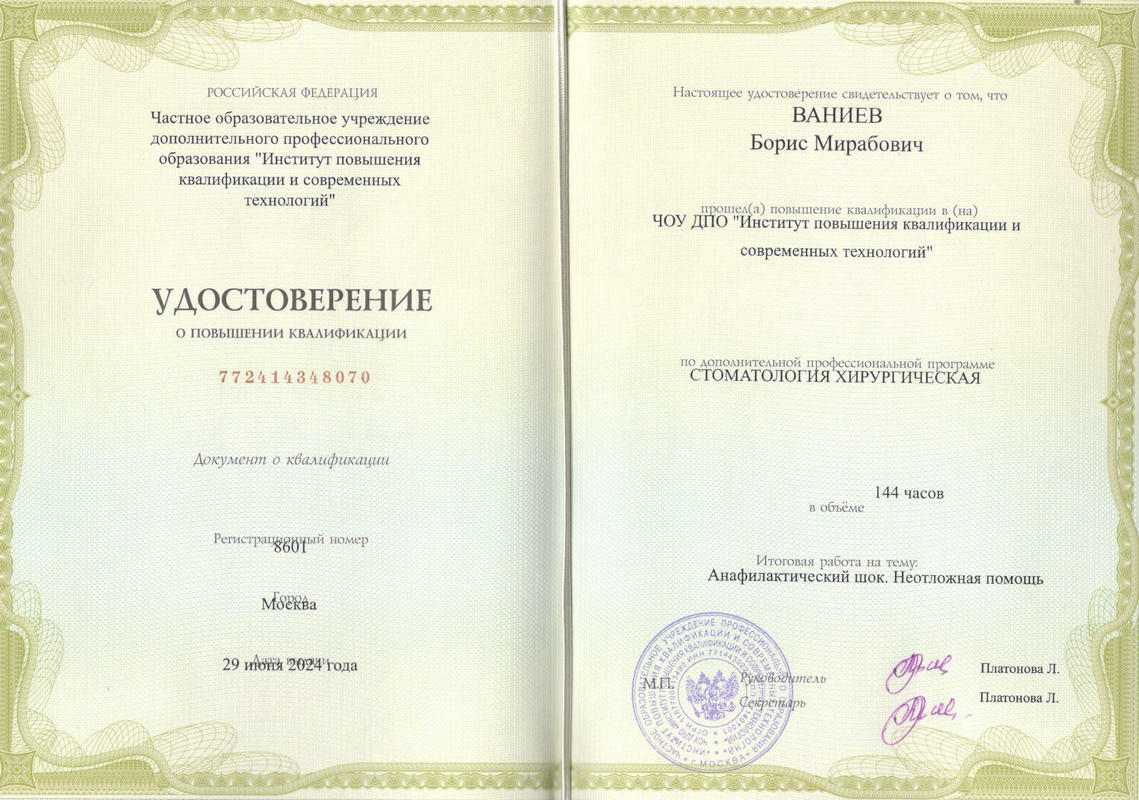 РОССИЙСКАЯ ФЕДЕРАЦИЯ
Частное образовательное учреждение
дополнительного профессионального
образования "Институт повышения
квалификации и современных
технологий"
УДОСТОВЕРЕНИЕ
О ПОВЫШЕНИИ КВАЛИФИКАЦИИ
772414348070
Документ о квалификации
Регистрационный номер
8601
Город
Москва
Дата выдачи
29 июня 2024 года
Настоящее удостоверение свидетельствует о том, что
ВАНИЕВ
Борис Мирабович
прошел(а) повышение квалификации в (на)
ЧОУ ДПО "Институт повышения квалификации и
современных технологий"
по дополнительной профессиональной программе
СТОМАТОЛОГИЯ ХИРУРГИЧЕСКАЯ
144 часов
в объёме
Итоговая работа на тему:
Анафилактический шок. Неотложная помощь
М.П.
Руководитель
Платонова Л.
Секретарь
Платонова Л.
г. МОСКВА